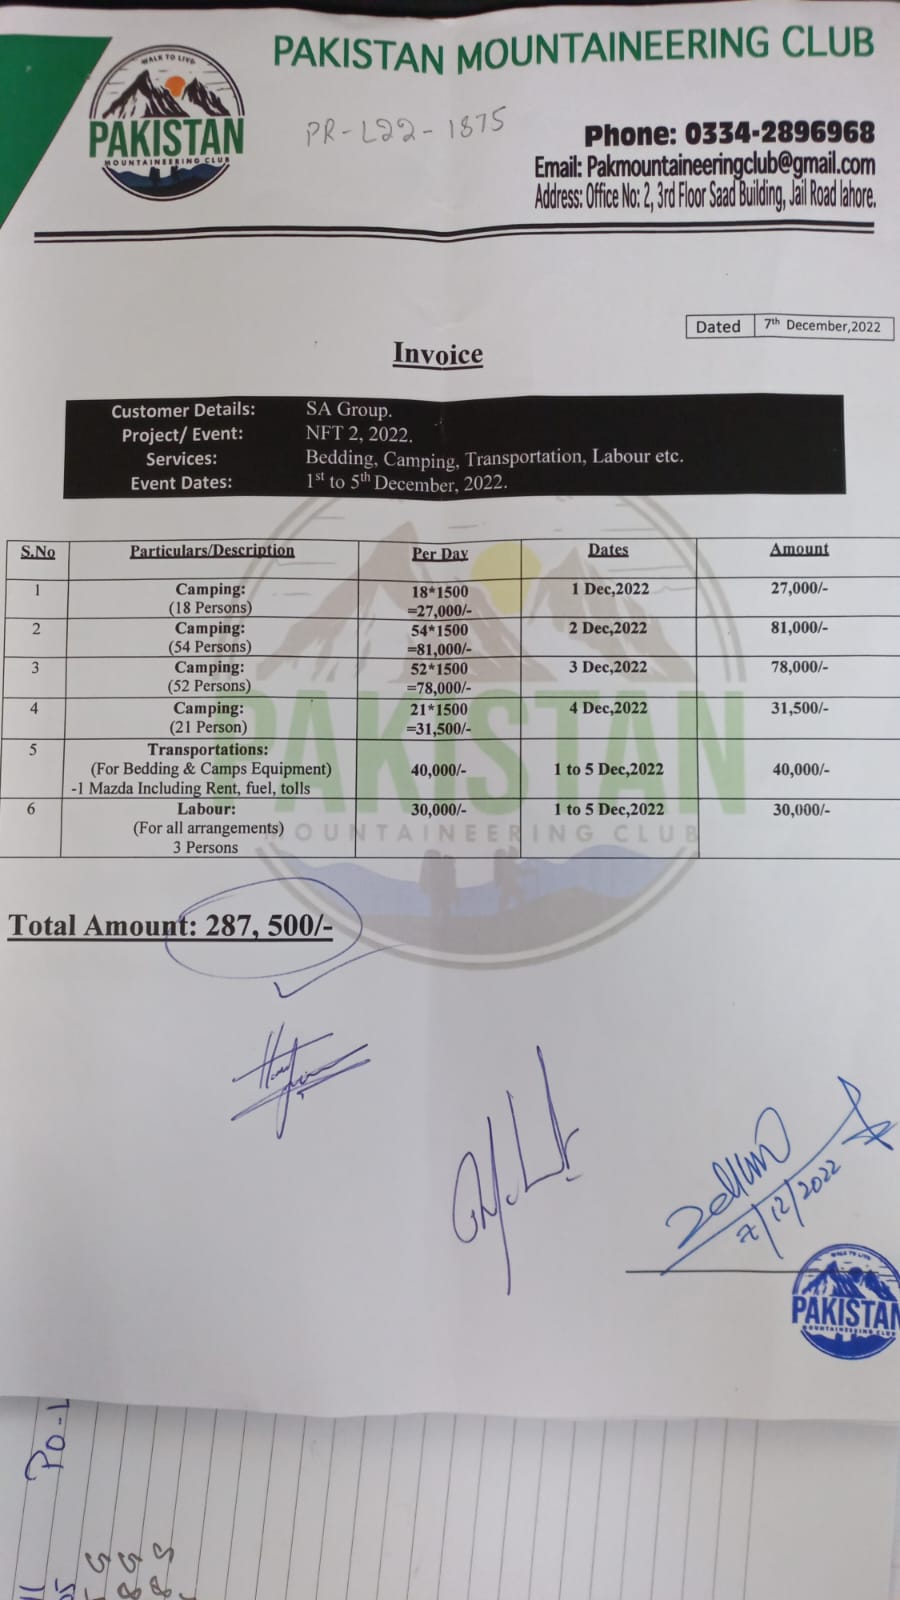 PAKISTAN MOUNTAINEERING CLUB
WALK TO LIVE
PAKISTAN
MOUNTAINEERING CLUB
PR-L22-1875
Phone: 0334-2896968
Email: Pakmountaineeringclub@gmail.com
Address: Office No: 2, 3rd Floor Saad Building, Jail Road lahore.
Dated 7th December,2022
Invoice
Customer Details: SA Group.
Project/ Event: NFT 2, 2022.
Services: Bedding, Camping, Transportation, Labour etc.
Event Dates: 1st to 5th December, 2022.
S.No Particulars/Description Per Day Dates Amount
1 Camping: 18*1500 1 Dec,2022 27,000/-
(18 Persons) =27,000/-
2 Camping: 54*1500 2 Dec,2022 81,000/-
(54 Persons) =81,000/-
3 Camping: 52*1500 3 Dec,2022 78,000/-
(52 Persons) =78,000/-
4 Camping: 21*1500 4 Dec,2022 31,500/-
(21 Person) =31,500/-
5 Transportations:
(For Bedding & Camps Equipment) 40,000/- 1 to 5 Dec,2022 40,000/-
-1 Mazda Including Rent, fuel, tolls
6 Labour: 30,000/- 1 to 5 Dec,2022 30,000/-
(For all arrangements)
3 Persons
PAKISTAN
MOUNTAINEERING CLUB
Total Amount: 287, 500/-
7/12/2022
WALK TO LIVE
PAKISTAN
MOUNTAINEERING CLUB
PO-L